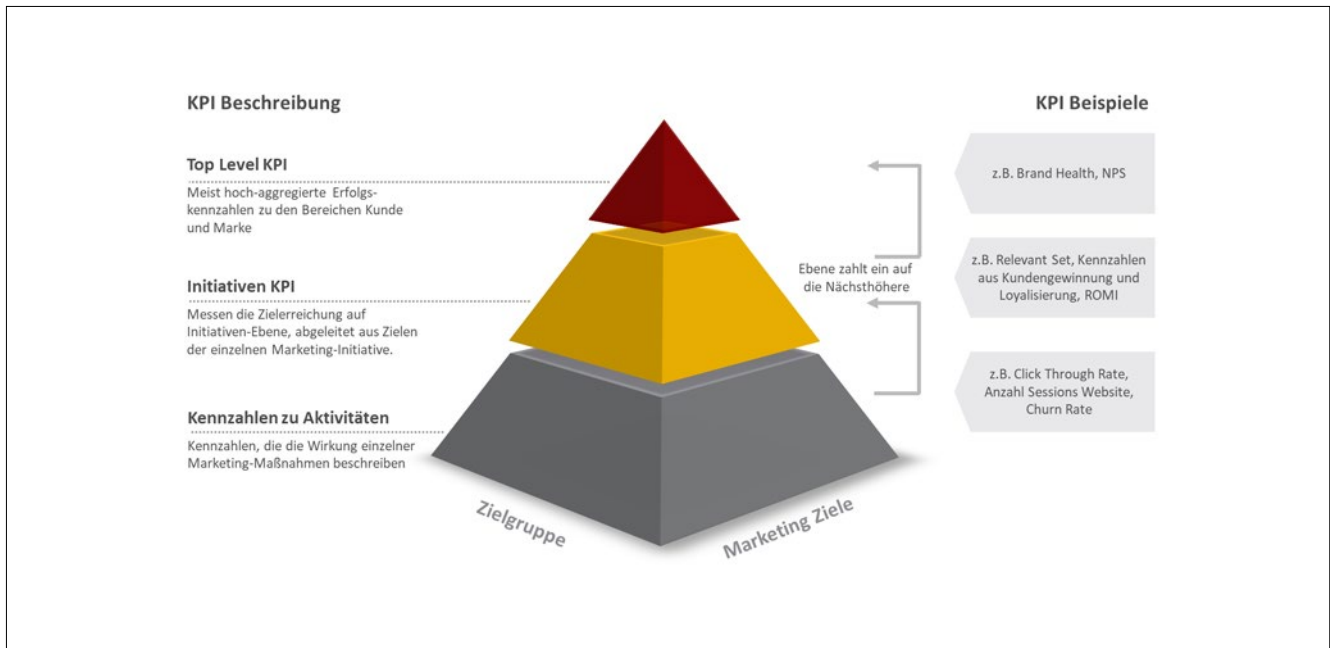 KPI Beschreibung
KPI Beispiele
Top Level KPI
Meist hoch-aggregierte Erfolgs-
kennzahlen zu den Bereichen Kunde
und Marke
z.B. Brand Health, NPS
Initiativen KPI
Messen die Zielerreichung auf
Initiativen-Ebene, abgeleitet aus Zielen
der einzelnen Marketing-Initiative.
Ebene zahlt ein auf
die Nächsthöhere
z.B. Relevant Set, Kennzahlen
aus Kundengewinnung und
Loyalisierung, ROMI
Kennzahlen zu Aktivitäten
Kennzahlen, die die Wirkung einzelner
Marketing-Maßnahmen beschreiben
z.B. Click Through Rate,
Anzahl Sessions Website,
Churn Rate
Zielgruppe
Marketing Ziele